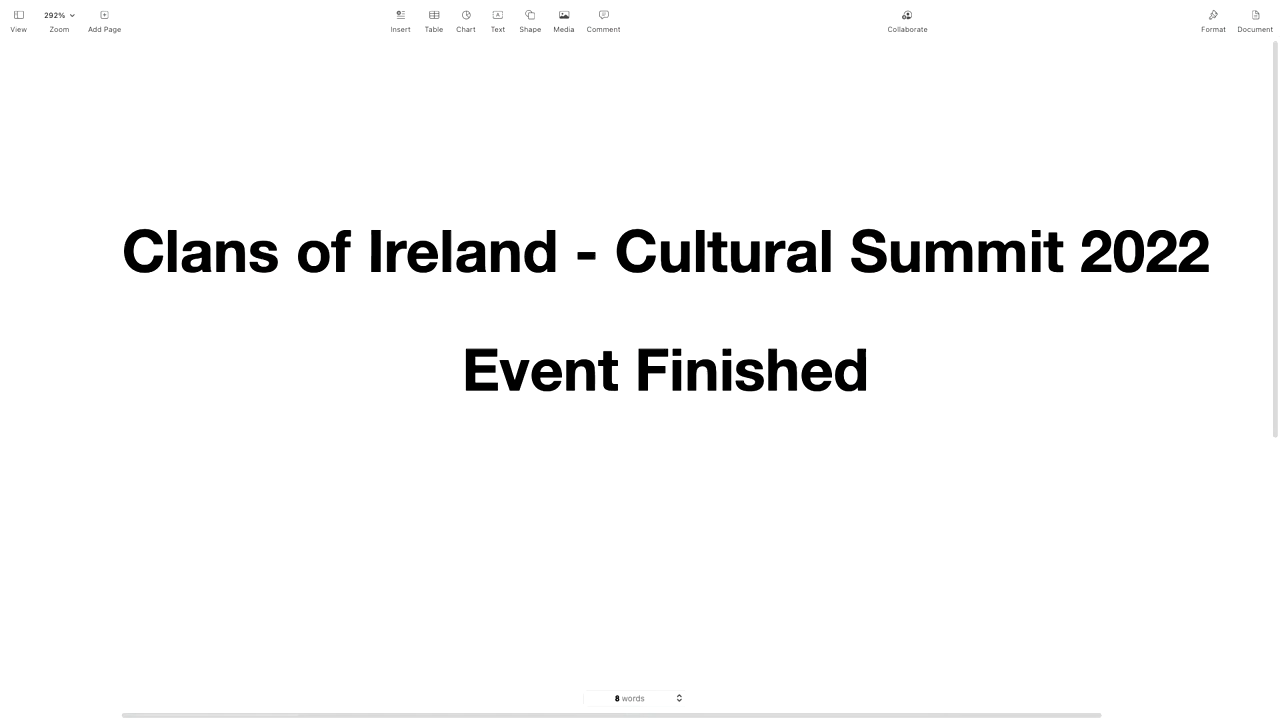 292%
View Zoom Add Page Insert Table Chart Text Shape Media Comment Collaborate Format Document
Clans of Ireland - Cultural Summit 2022
Event Finished
8 words